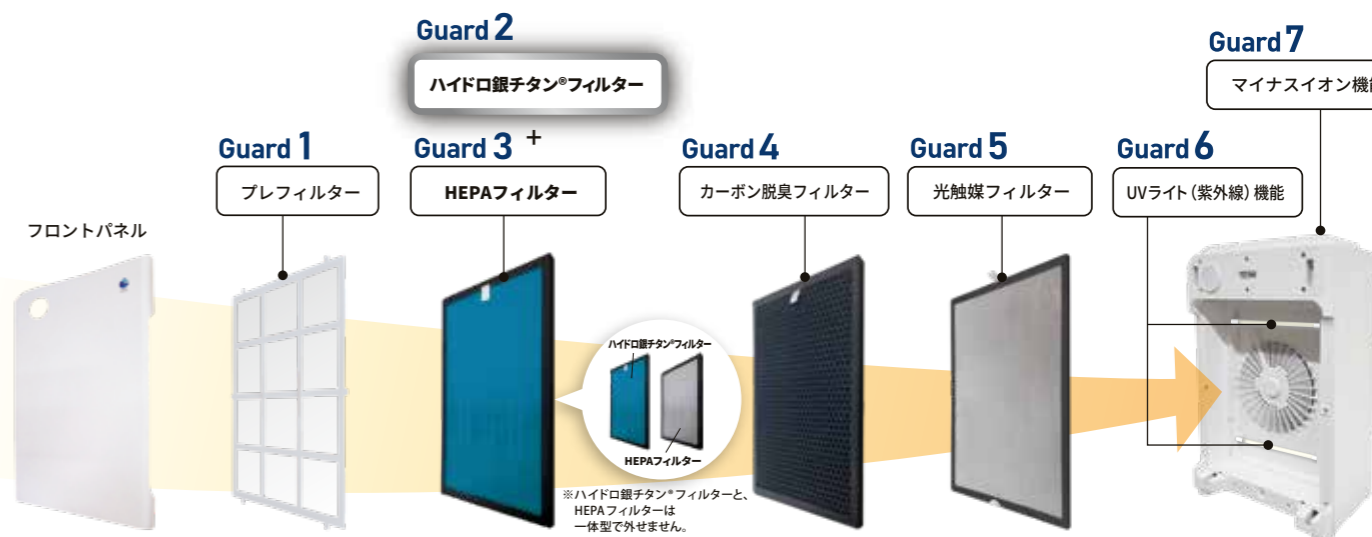 Guard 2
ハイドロ銀チタン®フィルター
Guard 7
マイナスイオン機能
Guard 1
プレフィルター
Guard 3 +
HEPAフィルター
Guard 4
カーボン脱臭フィルター
Guard 5
光触媒フィルター
Guard 6
UVライト(紫外線)機能
フロントパネル
ハイドロ銀チタン®フィルター
HEPAフィルター
※ハイドロ銀チタン®フィルターと、
HEPAフィルターは
一体型で外せません。